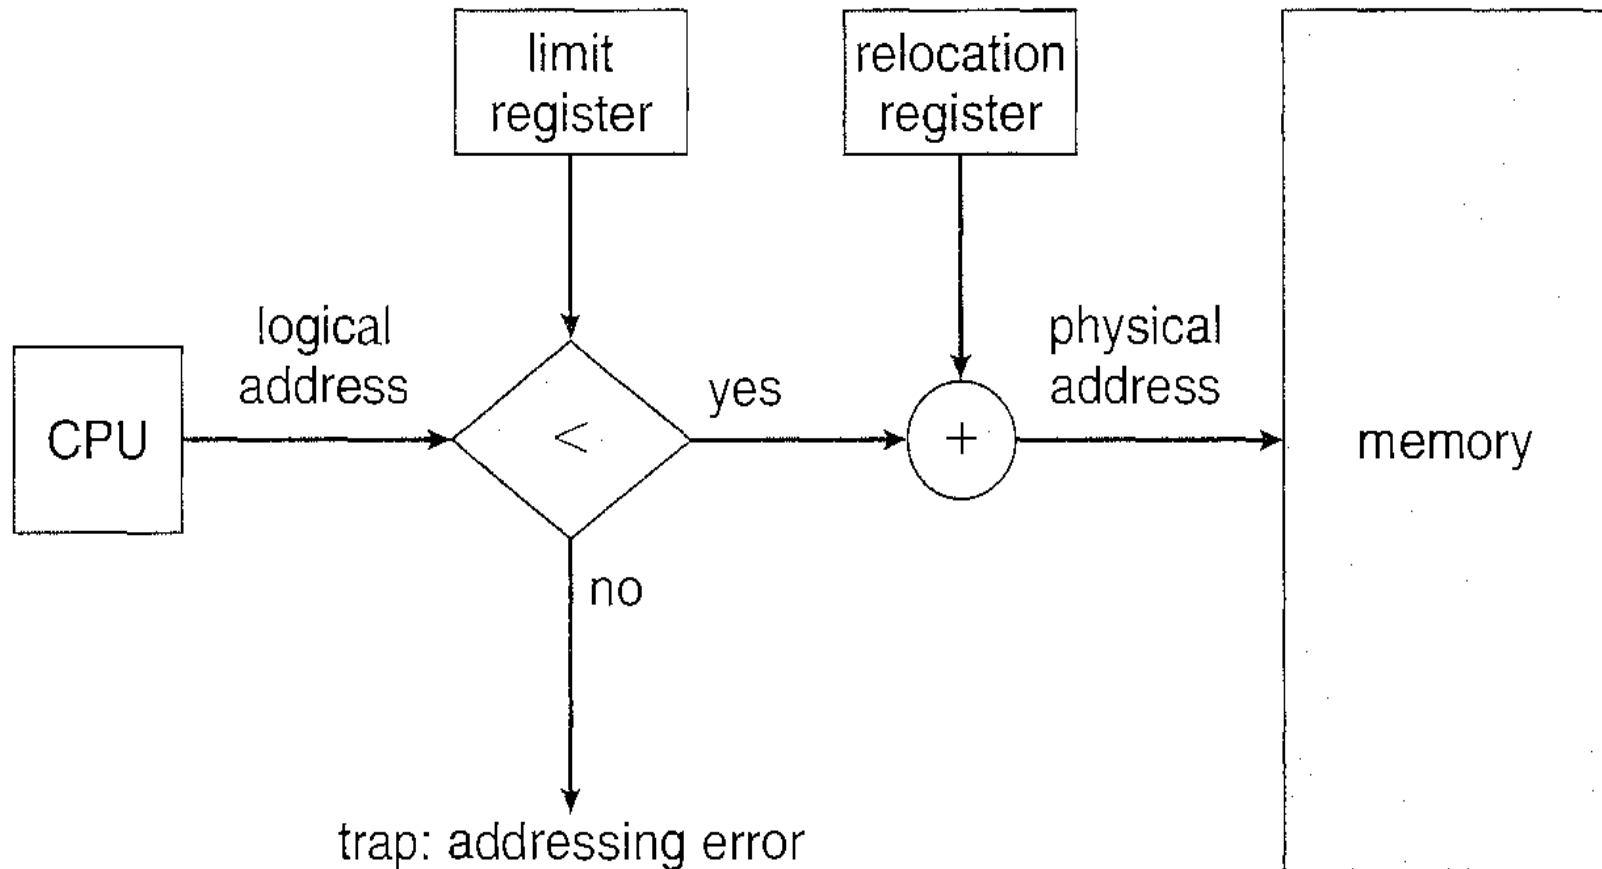 limit
register
relocation
register
logical
address
physical
address
CPU
<
yes
+
memory
no
trap: addressing error